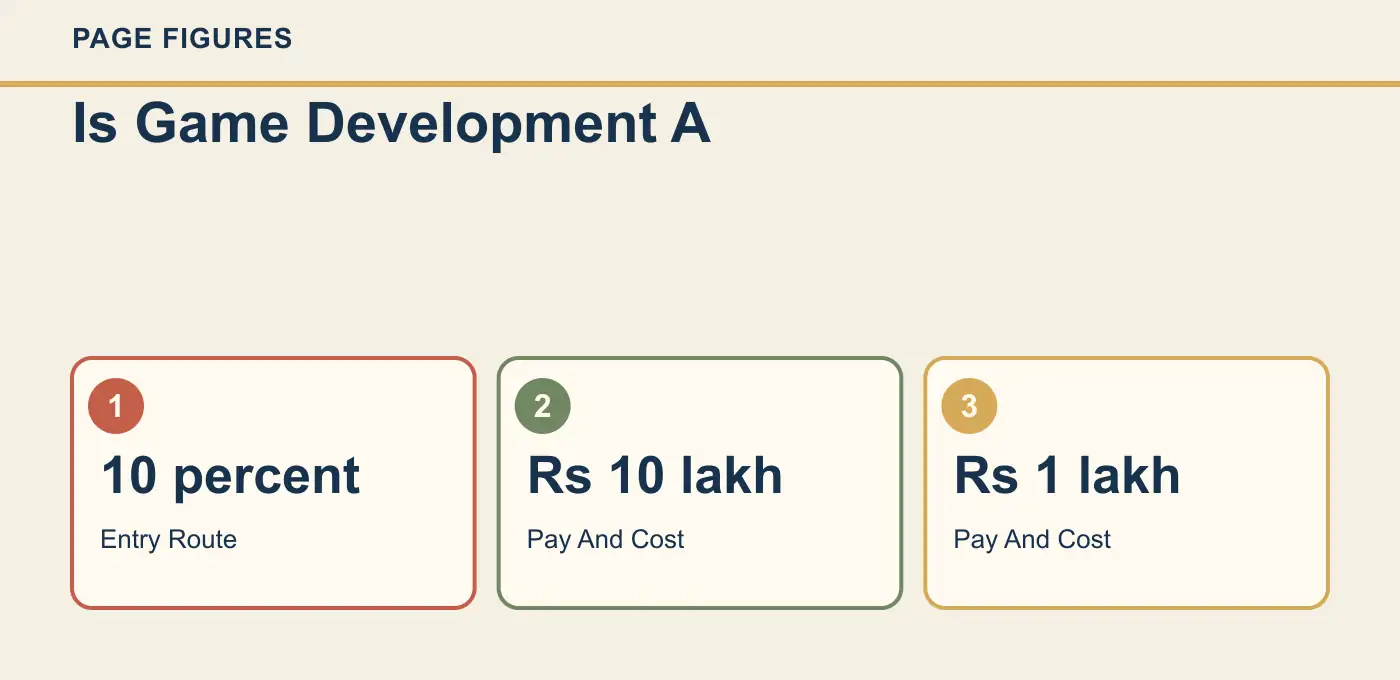 PAGE FIGURES
Is Game Development A
1
10 percent
Entry Route
2
Rs 10 lakh
Pay And Cost
3
Rs 1 lakh
Pay And Cost